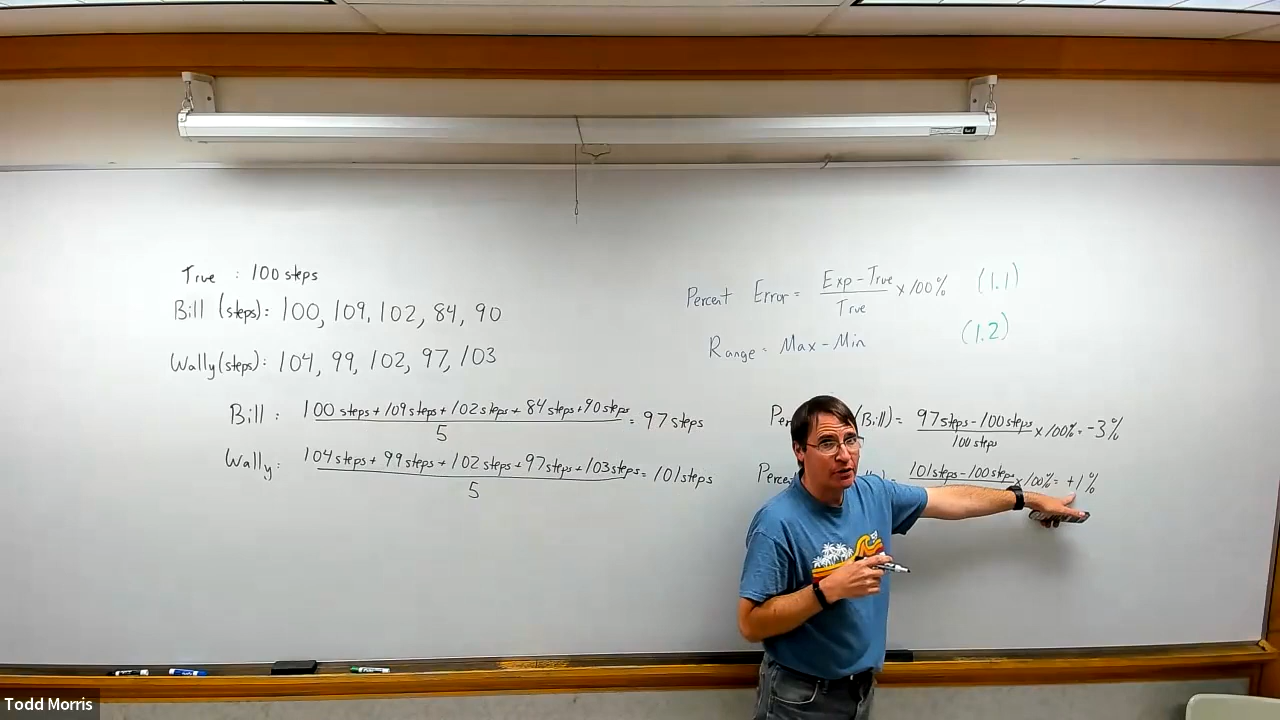 True : 100 steps
Bill (steps): 100, 109, 102, 84, 90
Wally (steps): 104, 99, 102, 97, 103
Bill : 100 steps + 109 steps + 102 steps + 84 steps + 90 steps
5
= 97 steps
Wally: 104 steps + 99 steps + 102 steps + 97 steps + 103 steps
5
= 101 steps
Percent Error = Exp - True
True
x 100% (1.1)
Range = Max - Min (1.2)
(Bill) = 97 steps - 100 steps
100 steps
x 100% = -3%
= 101 steps - 100 steps x 100% = +1%
Todd Morris